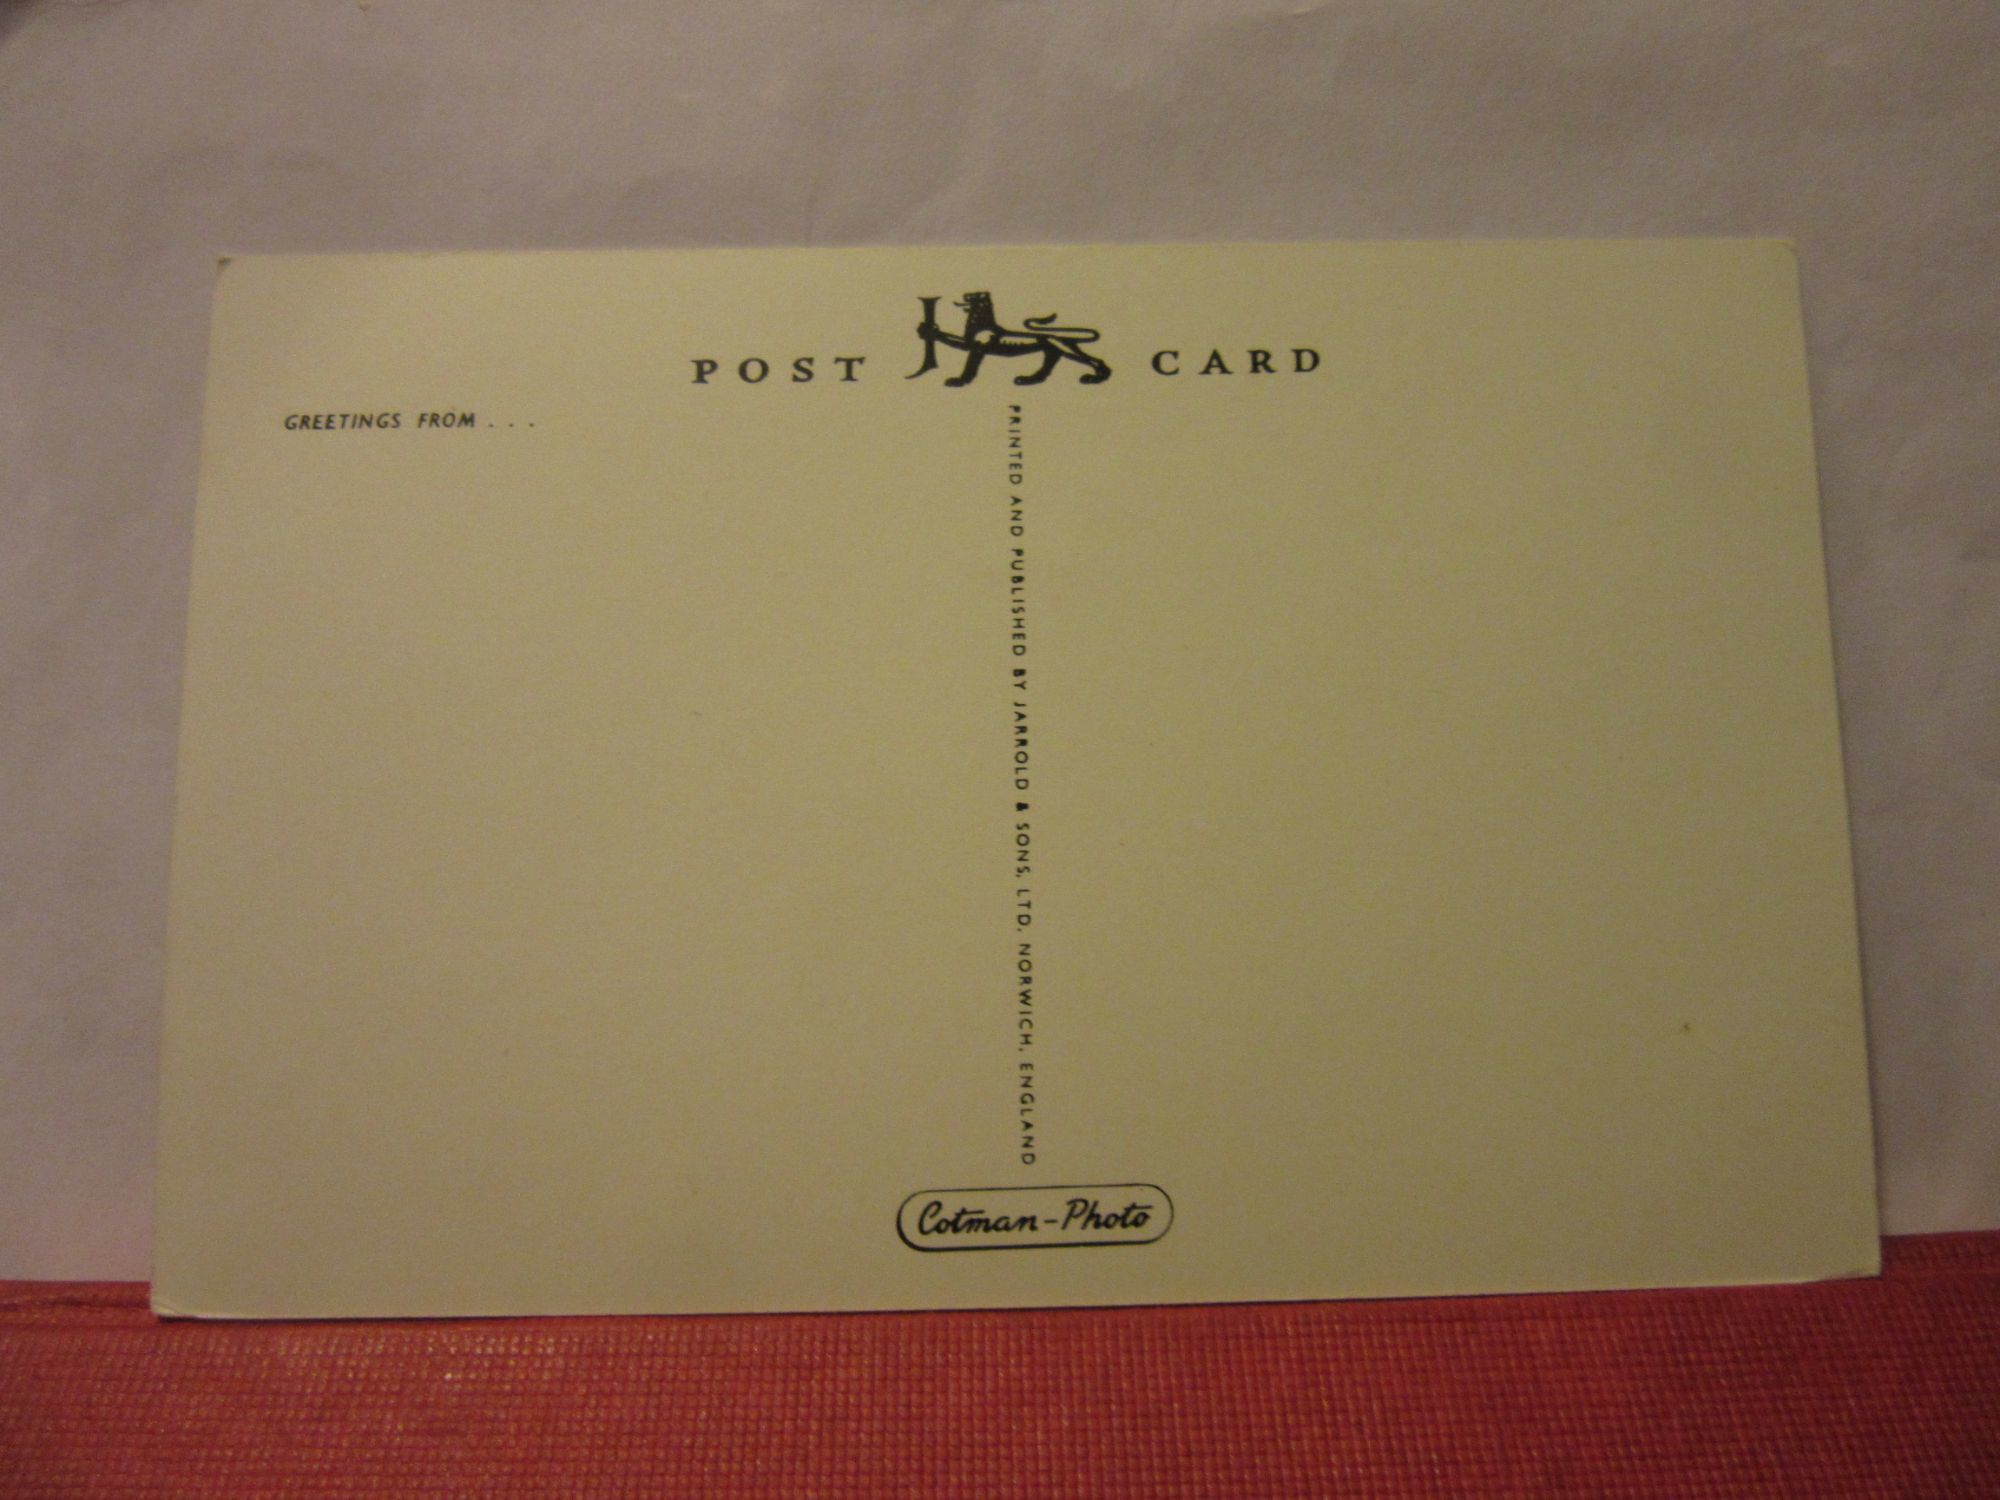 POST CARD
GREETINGS FROM . . .
PRINTED AND PUBLISHED BY JARROLD & SONS, LTD. NORWICH, ENGLAND
Cotman-Photo